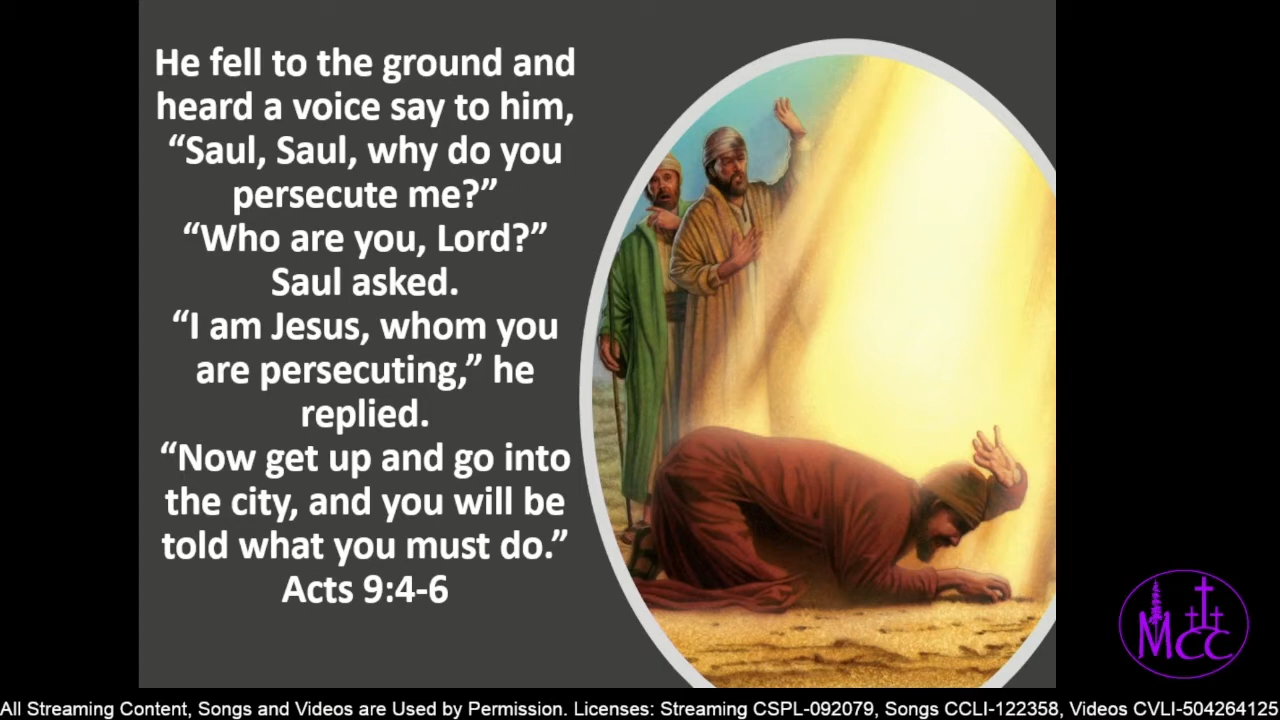 He fell to the ground and
heard a voice say to him,
“Saul, Saul, why do you
persecute me?”
“Who are you, Lord?”
Saul asked.
“I am Jesus, whom you
are persecuting,” he
replied.
“Now get up and go into
the city, and you will be
told what you must do.”
Acts 9:4-6
MCC
All Streaming Content, Songs and Videos are Used by Permission. Licenses: Streaming CSPL-092079, Songs CCLI-122358, Videos CVLI-504264125